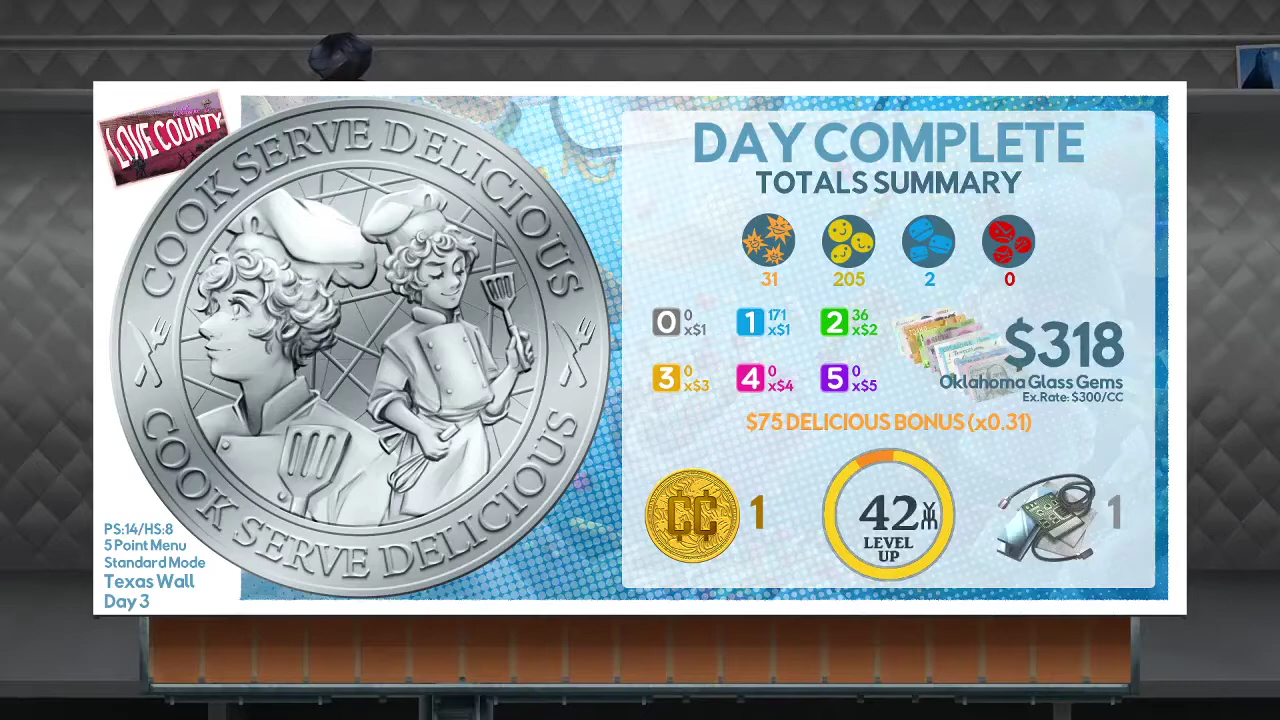 LOVE COUNTY
COOK SERVE DELICIOUS
COOK SERVE DELICIOUS
PS:14/HS:8
5 Point Menu
Standard Mode
Texas Wall
Day 3
DAY COMPLETE
TOTALS SUMMARY
31 205 2 0
0 0 x$1 1 171 x$1 2 36 x$2
3 0 x$3 4 0 x$4 5 0 x$5
$318
Oklahoma Glass Gems
Ex.Rate: $300/CC
$75 DELICIOUS BONUS (x0.31)
CC 1
42
LEVEL
UP
1